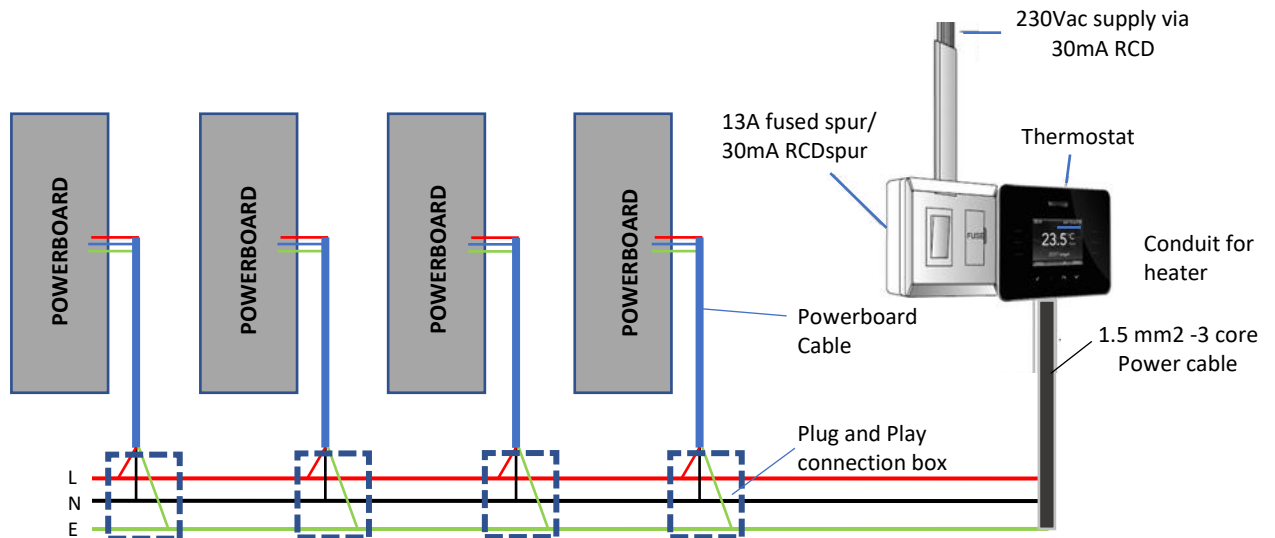 230Vac supply via
30mA RCD
13A fused spur/
30mA RCDspur
Thermostat
POWERBOARD
POWERBOARD
POWERBOARD
POWERBOARD
FUSE
23.5°C
Conduit for
heater
Powerboard
Cable
1.5 mm2 -3 core
Power cable
Plug and Play
connection box
L
N
E